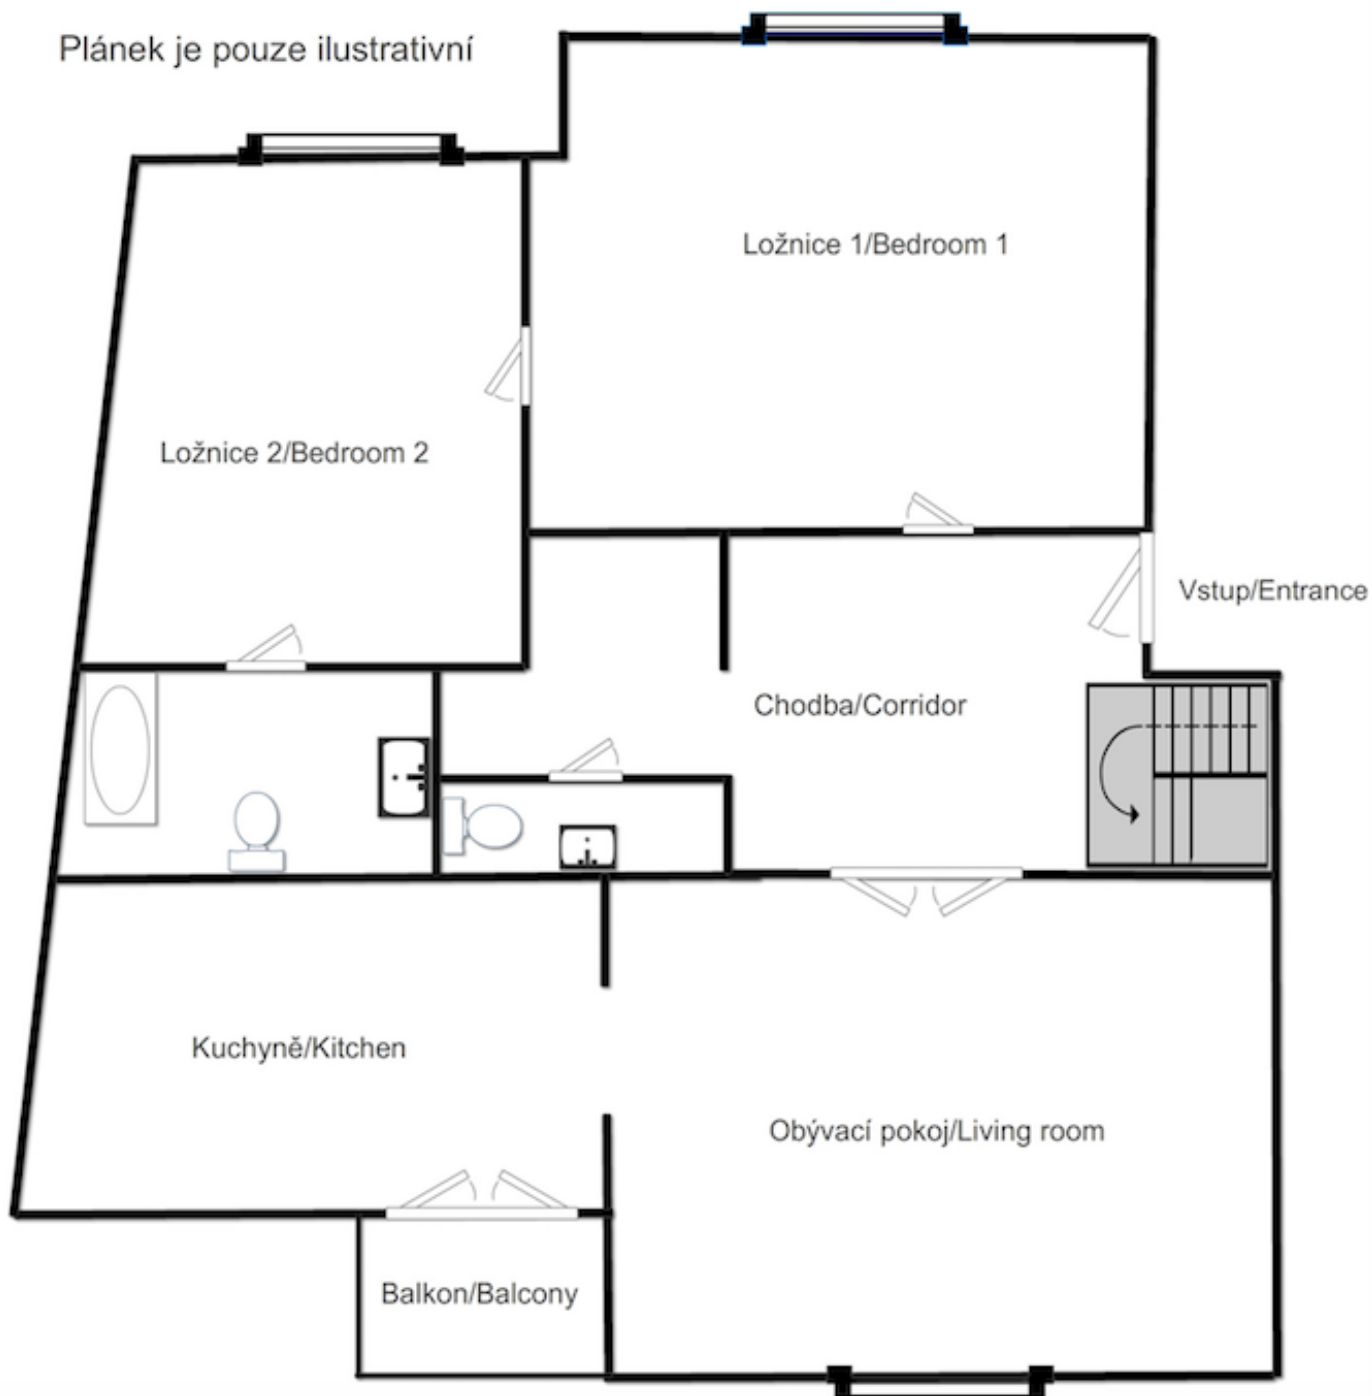 Plánek je pouze ilustrativní
Ložnice 1/Bedroom 1
Ložnice 2/Bedroom 2
Vstup/Entrance
Chodba/Corridor
Kuchyně/Kitchen
Obývací pokoj/Living room
Balkon/Balcony